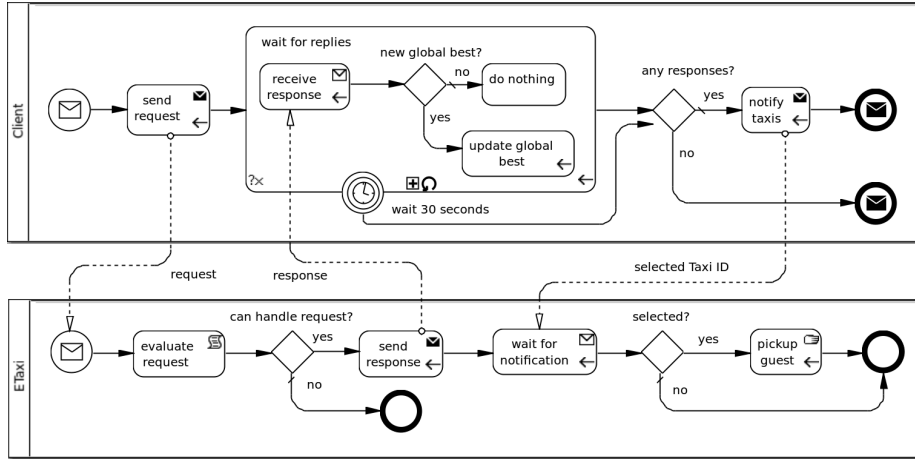 Client
send
request
wait for replies
receive
response
new global best?
no
do nothing
yes
update global
best
?x
wait 30 seconds
any responses?
yes
notify
taxis
no
request
response
selected Taxi ID
ETaxi
evaluate
request
can handle request?
yes
no
send
response
wait for
notification
selected?
yes
no
pickup
guest